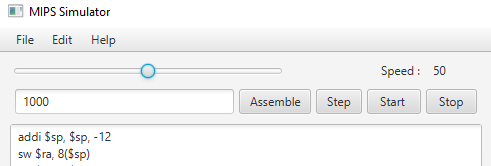 MIPS Simulator
File Edit Help
Speed : 50
1000 Assemble Step Start Stop
addi $sp, $sp, -12
sw $ra, 8($sp)